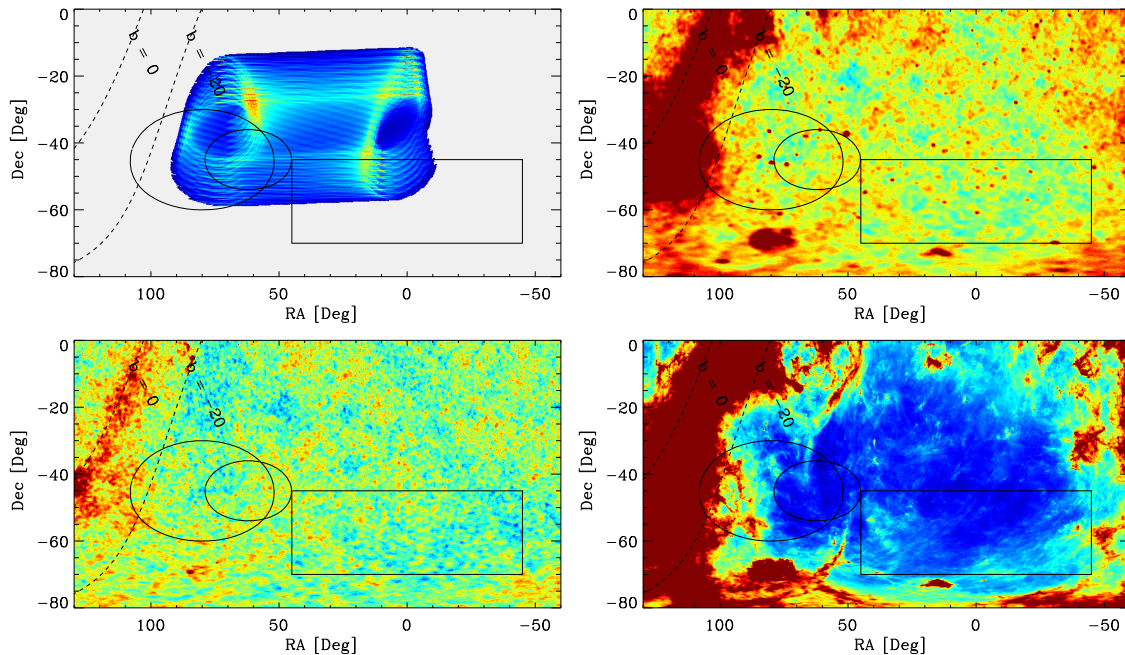 0
−20
−40
−60
−80
Dec [Deg]
b = 0
b = −20
100 50 0 −50
RA [Deg]
0
−20
−40
−60
−80
Dec [Deg]
b = 0
b = −20
100 50 0 −50
RA [Deg]
0
−20
−40
−60
−80
Dec [Deg]
b = 0
b = −20
100 50 0 −50
RA [Deg]
0
−20
−40
−60
−80
Dec [Deg]
b = 0
b = −20
100 50 0 −50
RA [Deg]